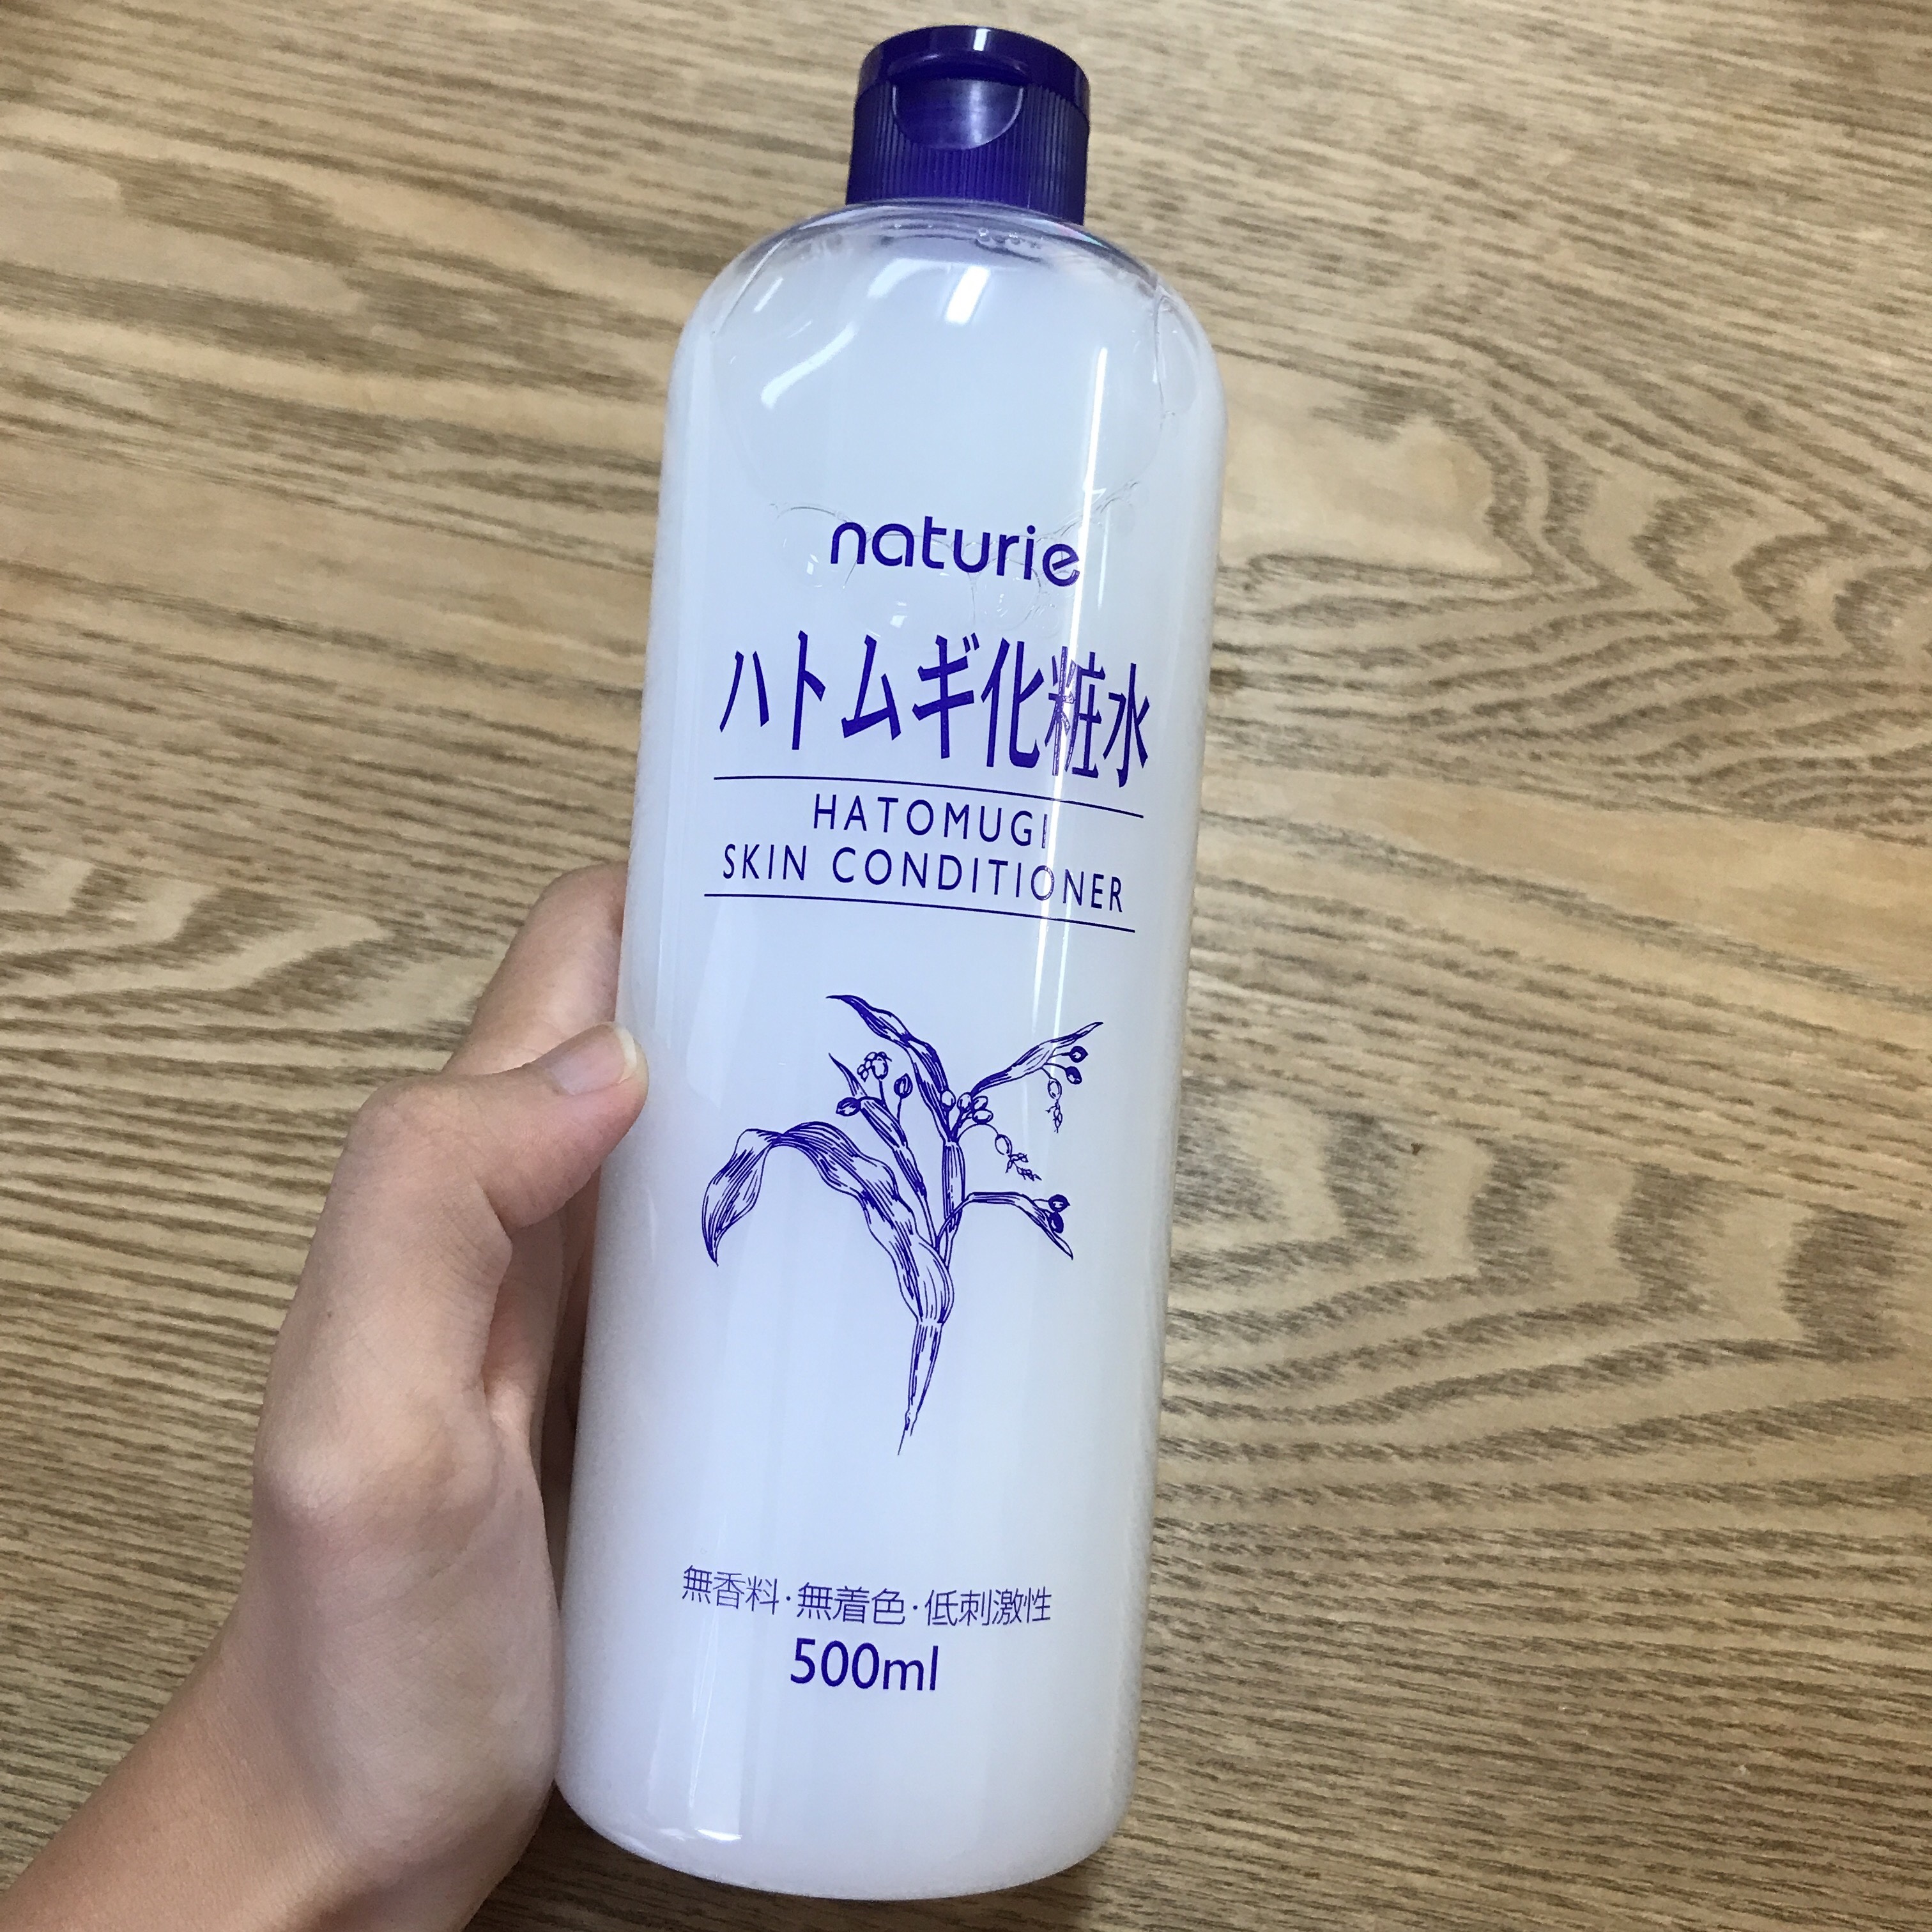 naturie
ハトムギ化粧水
HATOMUGI
SKIN CONDITIONER
無香料・無着色・低刺激性
500ml